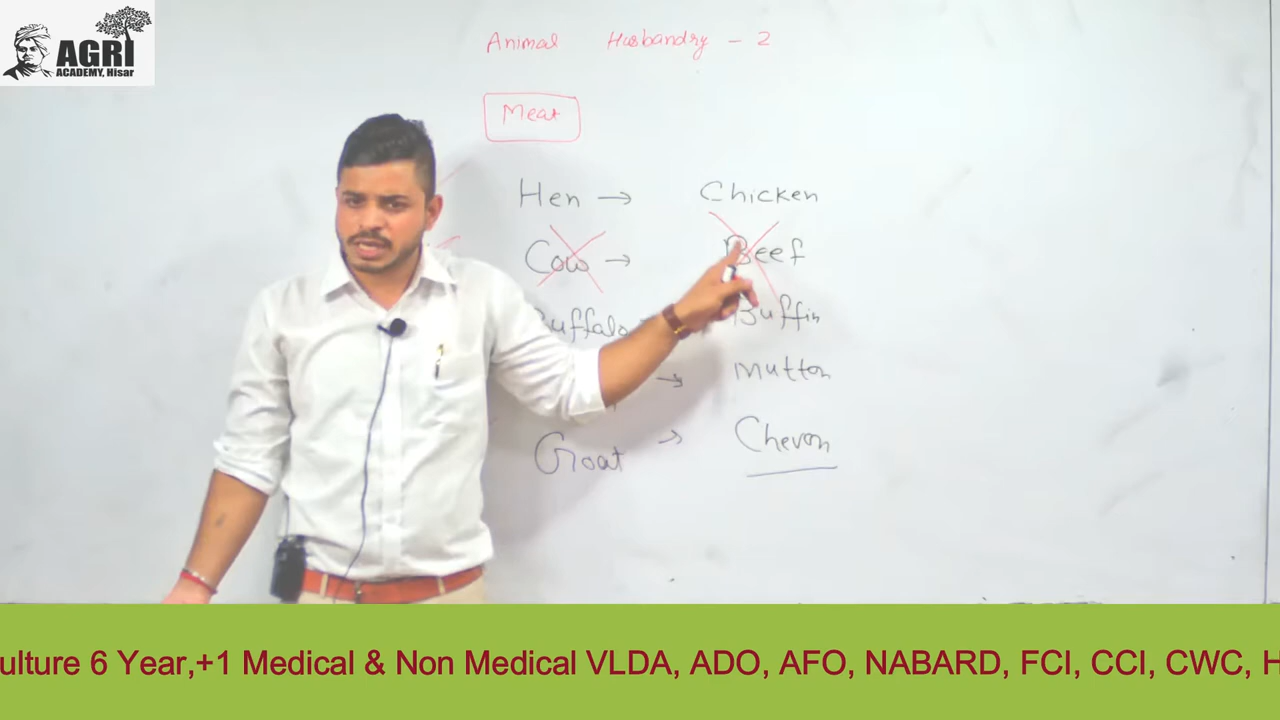 AGRI
ACADEMY, Hisar
Animal Husbandry - 2
Meat
Hen → Chicken
Cow → Beef
Buffalo Buffin
→ Mutton
Goat → Chevon
ulture 6 Year,+1 Medical & Non Medical VLDA, ADO, AFO, NABARD, FCI, CCI, CWC, H